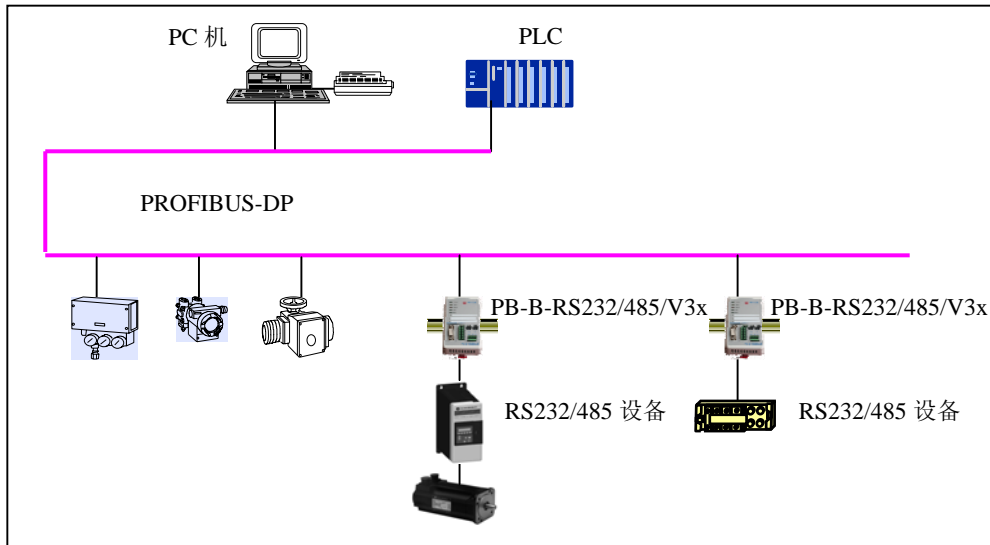 PC 机
PLC
PROFIBUS-DP
PB-B-RS232/485/V3x
PB-B-RS232/485/V3x
RS232/485 设备
RS232/485 设备